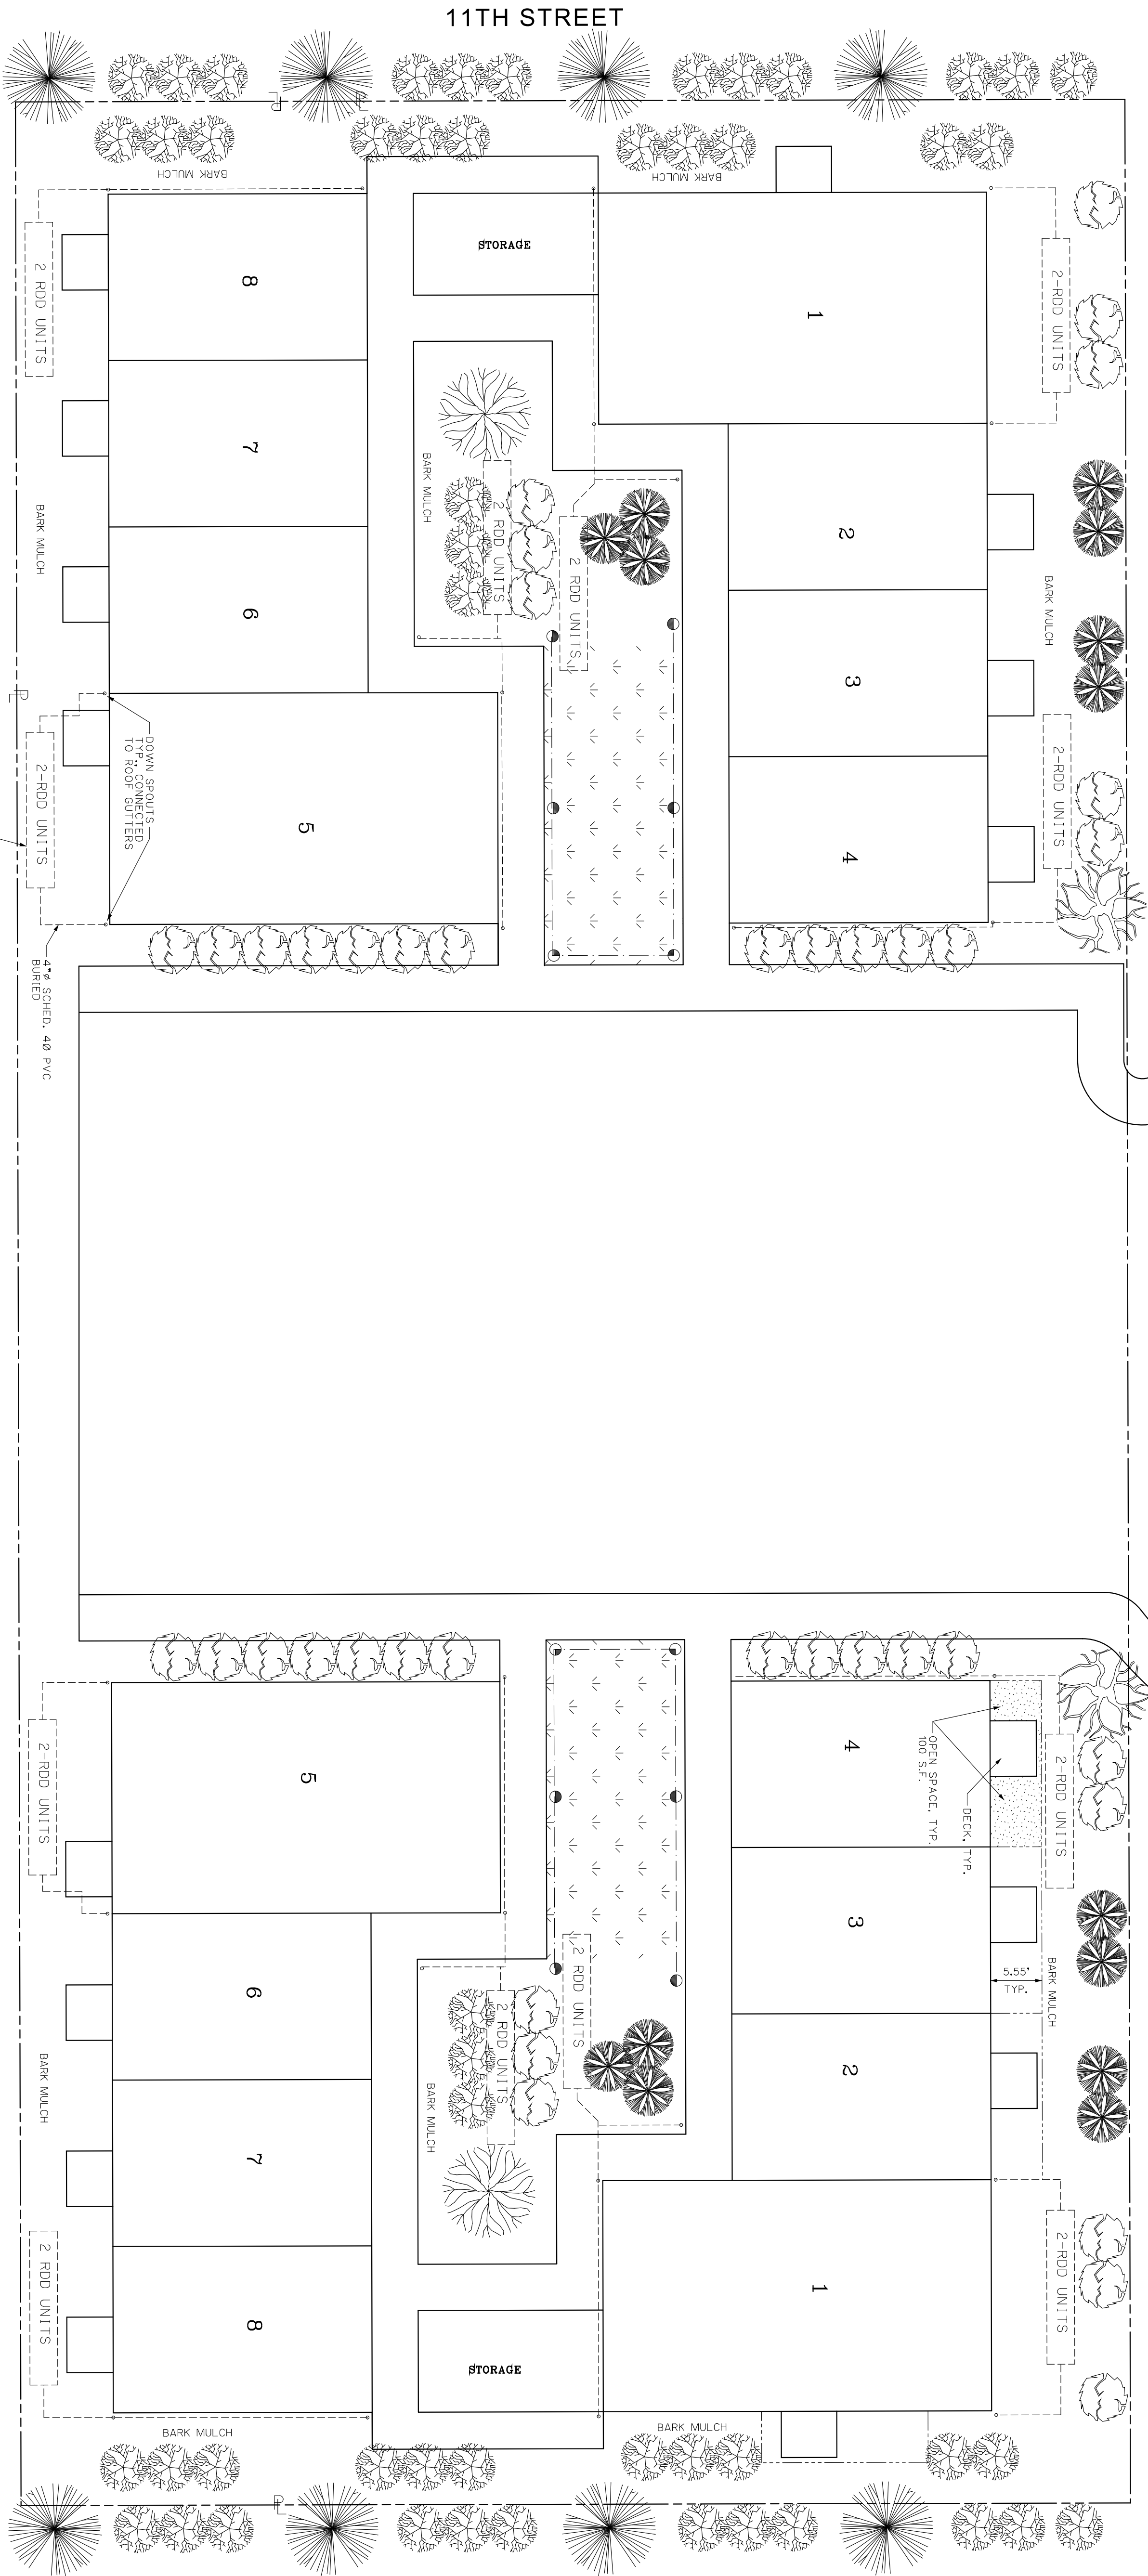 11TH STREET
BARK MULCH
BARK MULCH
2 RDD UNITS
8
STORAGE
1
2-RDD UNITS
7
BARK MULCH
2 RDD UNITS
2 RDD UNITS
2
BARK MULCH
BARK MULCH
6
3
PL
PL
PL
2-RDD UNITS
DOWN SPOUTS
TYP., CONNECTED
TO ROOF GUTTERS
5
4
2-RDD UNITS
4"Ø SCHED. 40 PVC
BURIED
2-RDD UNITS
5
4
OPEN SPACE, TYP.
100 S.F.
DECK, TYP.
2-RDD UNITS
6
2 RDD UNITS
2 RDD UNITS
3
5.55'
TYP.
BARK MULCH
BARK MULCH
BARK MULCH
2
7
2 RDD UNITS
8
STORAGE
1
2-RDD UNITS
BARK MULCH
BARK MULCH
PL